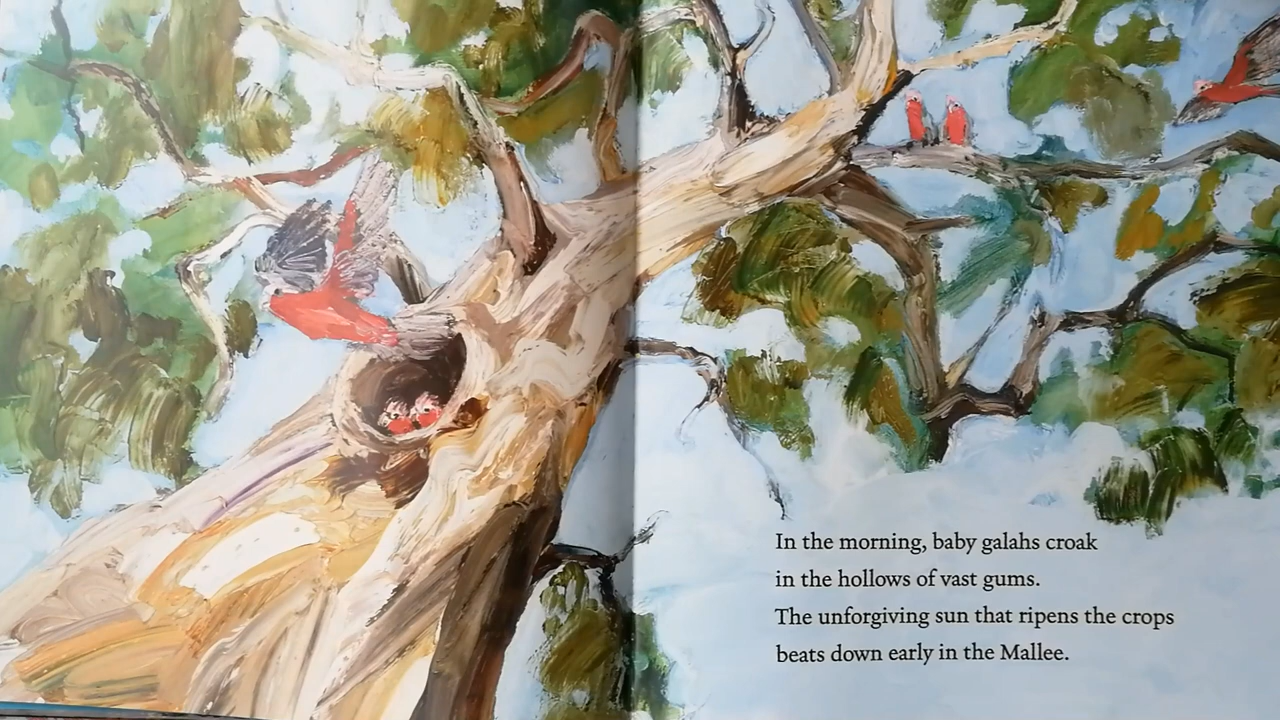 In the morning, baby galahs croak
in the hollows of vast gums.
The unforgiving sun that ripens the crops
beats down early in the Mallee.